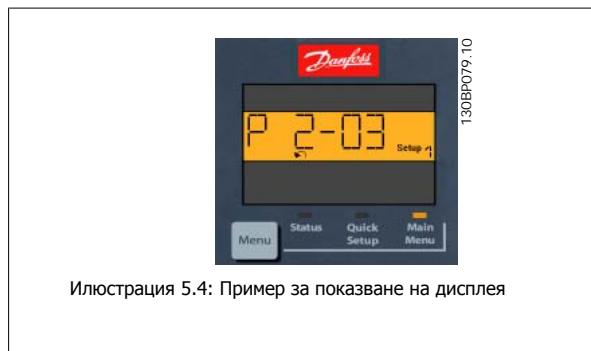 Danfoss
130BP079.10
P 2-03
Setup 1
Menu
Status
Quick Setup
Main Menu
Илюстрация 5.4: Пример за показване на дисплея